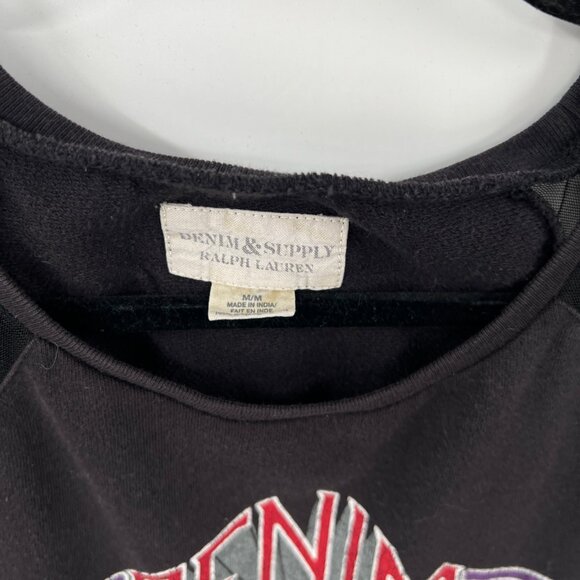 DENIM & SUPPLY
RALPH LAUREN
M/M
MADE IN INDIA/
FAIT EN INDE
DENIM